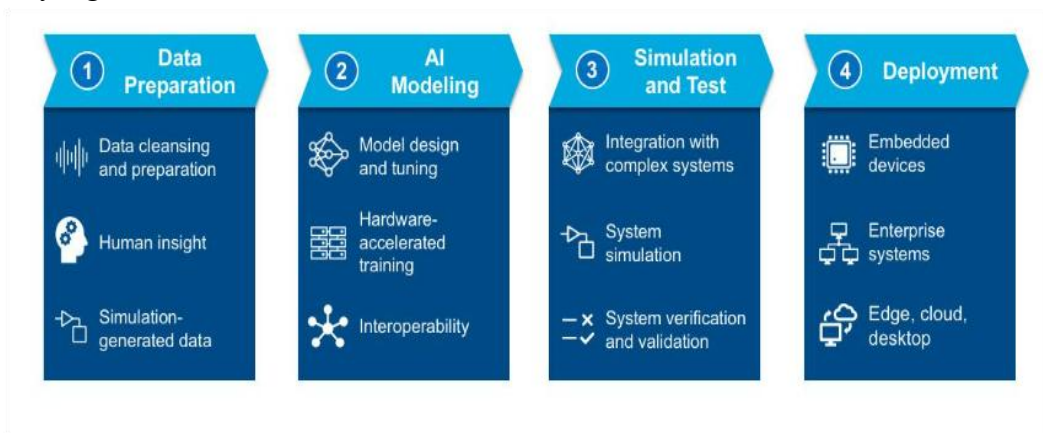 1
Data
Preparation
Data cleansing
and preparation
Human insight
Simulation-
generated data
2
AI
Modeling
Model design
and tuning
Hardware-
accelerated
training
Interoperability
3
Simulation
and Test
Integration with
complex systems
System
simulation
System verification
and validation
4
Deployment
Embedded
devices
Enterprise
systems
Edge, cloud,
desktop